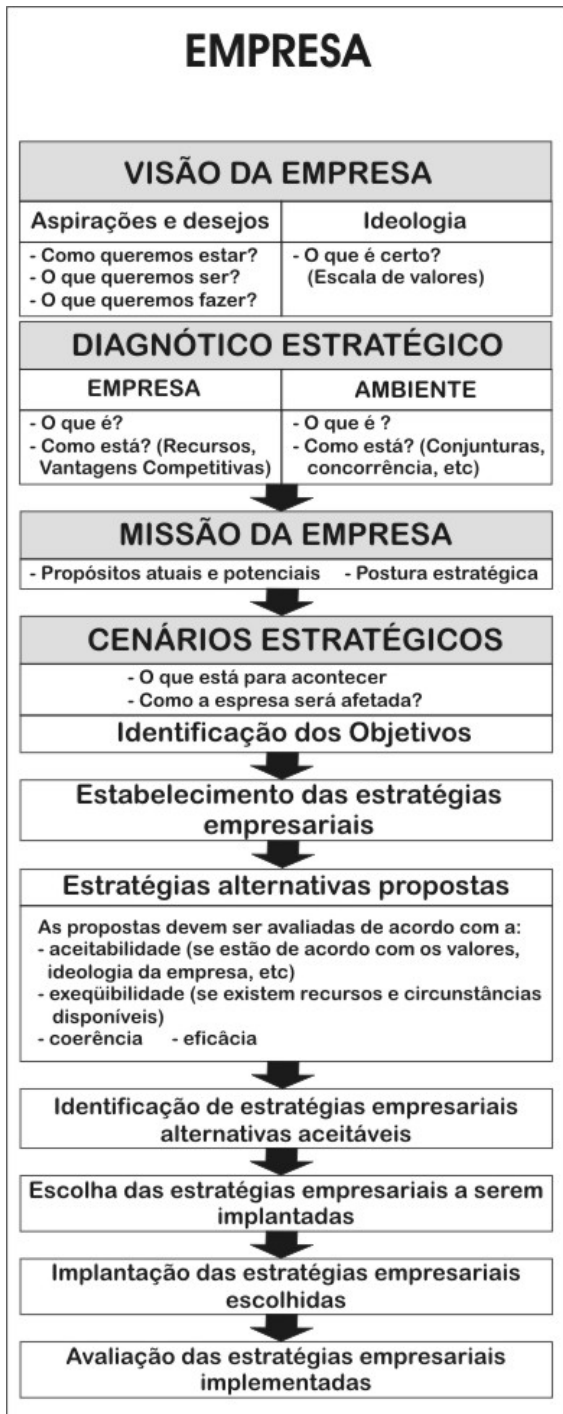 EMPRESA
VISÃO DA EMPRESA
Aspirações e desejos
- Como queremos estar?
- O que queremos ser?
- O que queremos fazer?
Ideologia
- O que é certo?
(Escala de valores)
DIAGNÓTICO ESTRATÉGICO
EMPRESA
- O que é?
- Como está? (Recursos,
Vantagens Competitivas)
AMBIENTE
- O que é ?
- Como está? (Conjunturas,
concorrência, etc)
MISSÃO DA EMPRESA
- Propósitos atuais e potenciais - Postura estratégica
CENÁRIOS ESTRATÉGICOS
- O que está para acontecer
- Como a espresa será afetada?
Identificação dos Objetivos
Estabelecimento das estratégias
empresariais
Estratégias alternativas propostas
As propostas devem ser avaliadas de acordo com a:
- aceitabilidade (se estão de acordo com os valores,
ideologia da empresa, etc)
- exeqüibilidade (se existem recursos e circunstâncias
disponíveis)
- coerência - eficâcia
Identificação de estratégias empresariais
alternativas aceitáveis
Escolha das estratégias empresariais a serem
implantadas
Implantação das estratégias empresariais
escolhidas
Avaliação das estratégias empresariais
implementadas